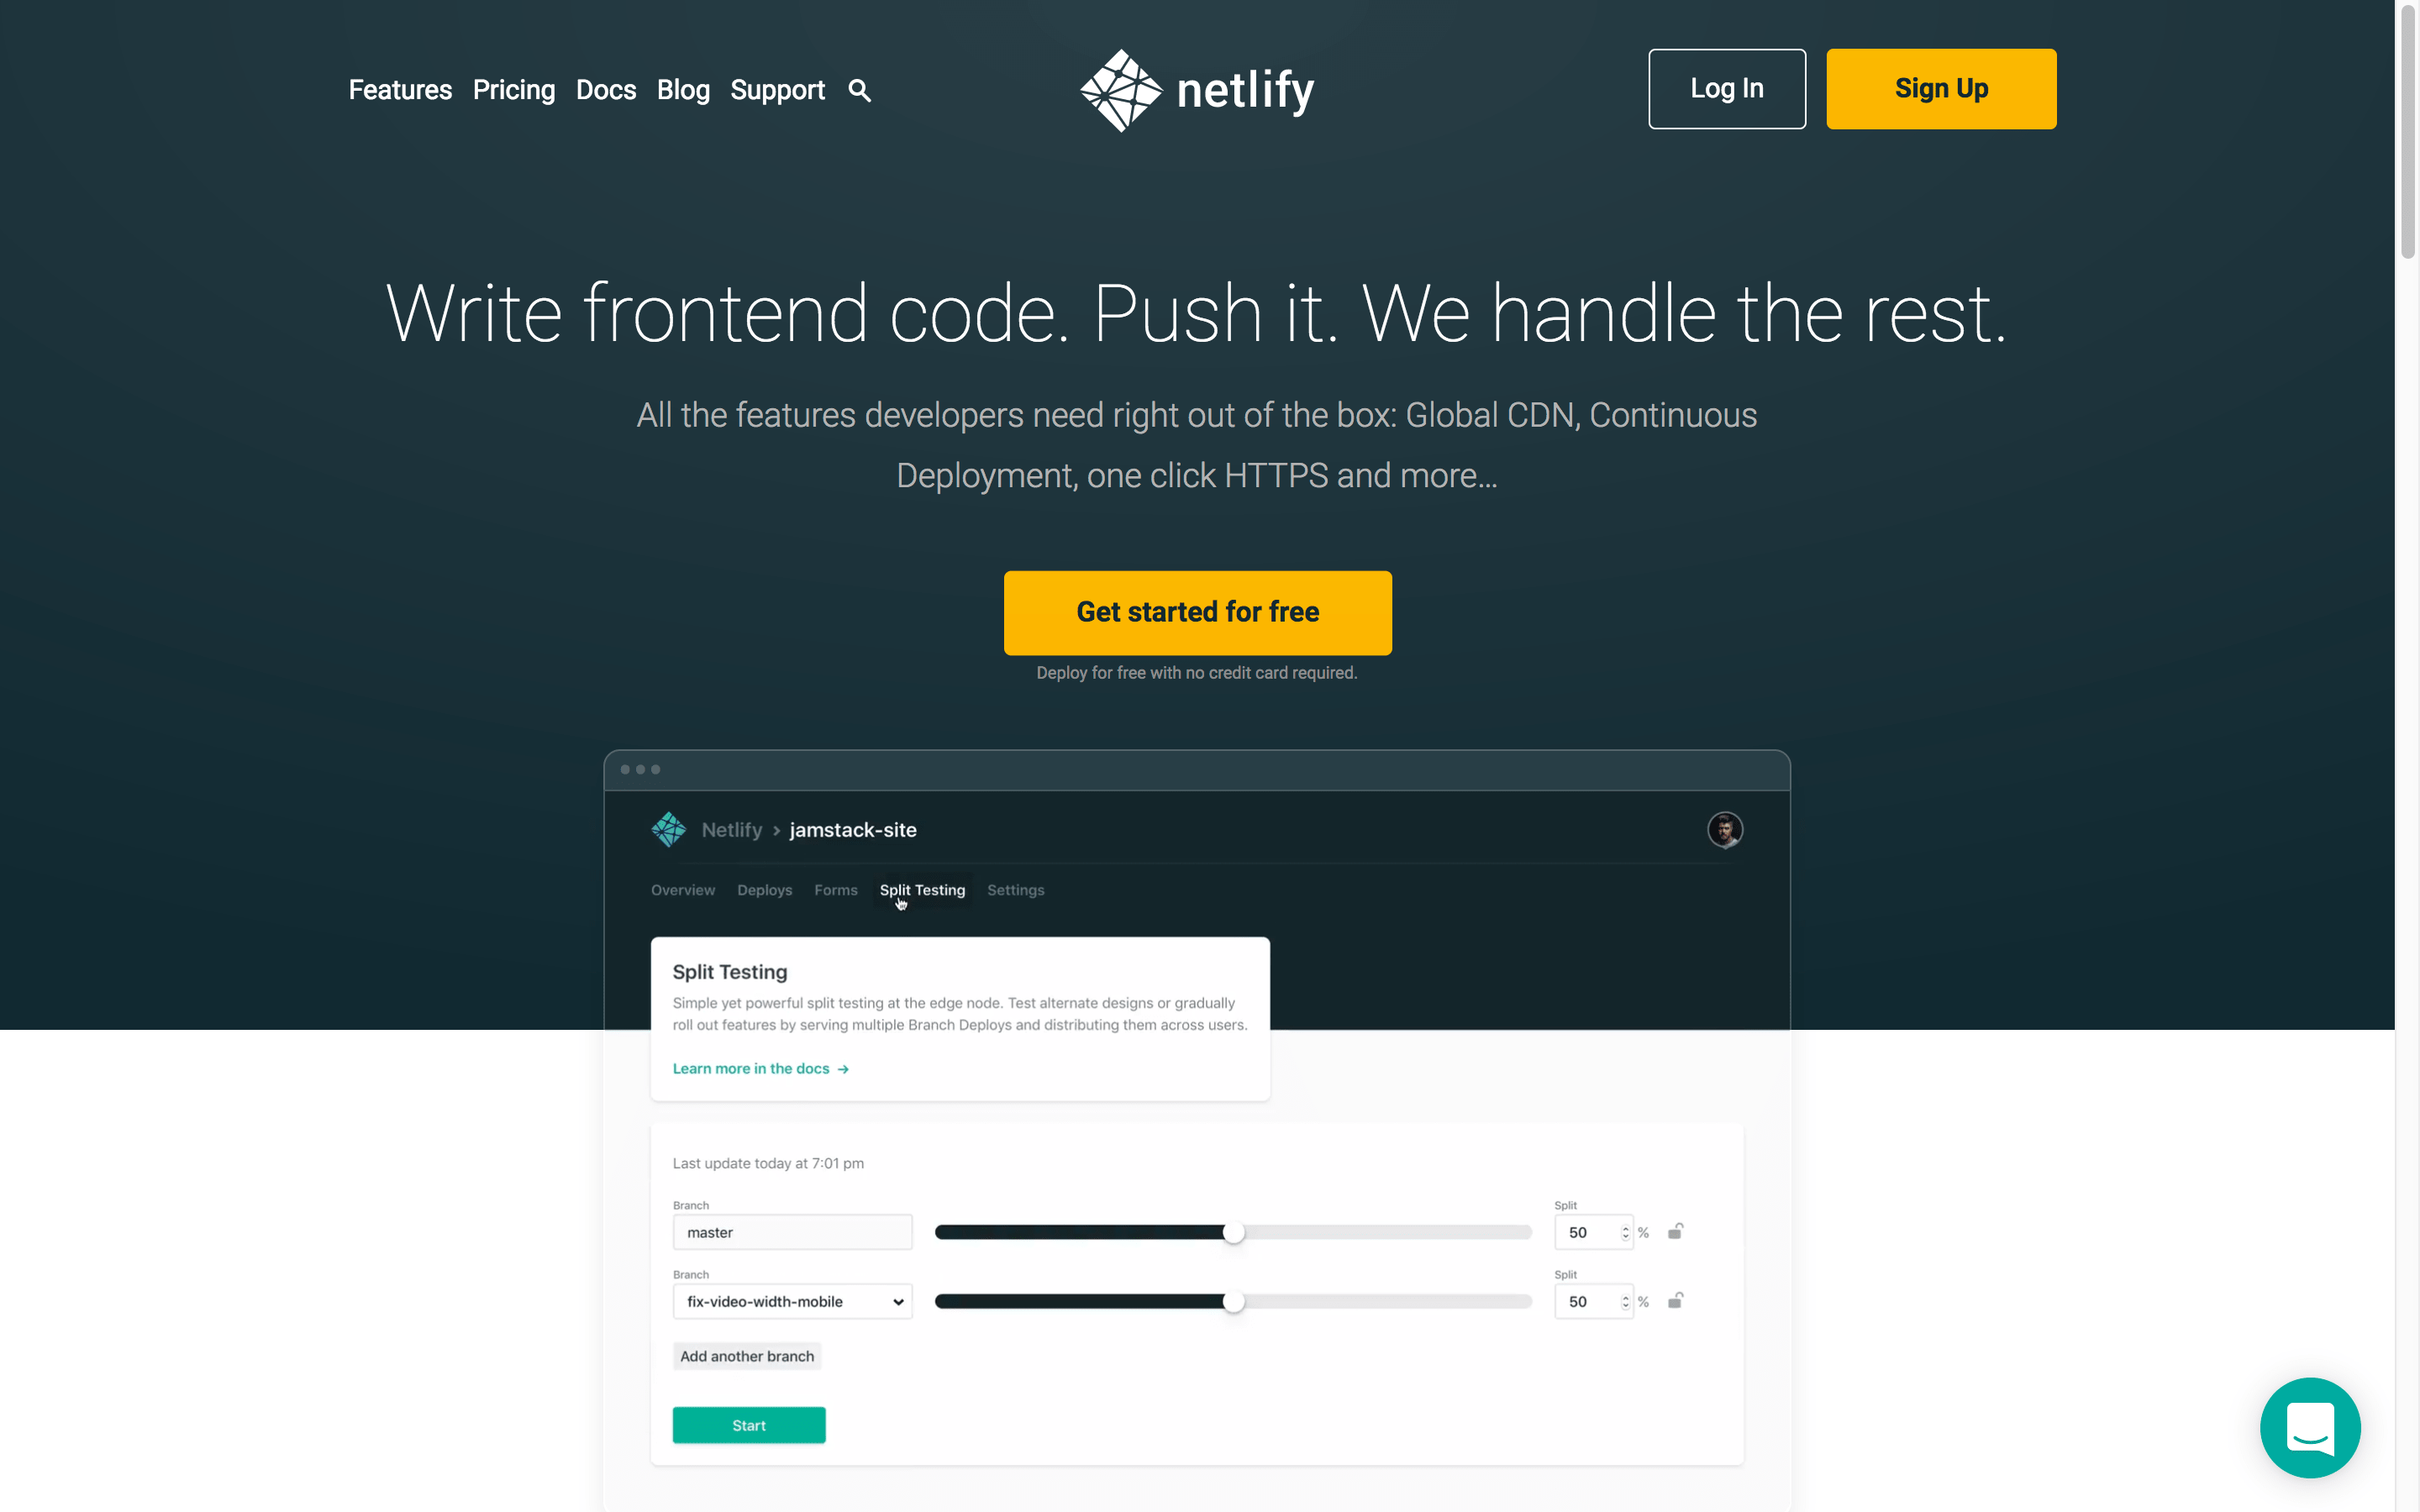 Features Pricing Docs Blog Support
netlify
Log In
Sign Up
Write frontend code. Push it. We handle the rest.
All the features developers need right out of the box: Global CDN, Continuous
Deployment, one click HTTPS and more...
Get started for free
Deploy for free with no credit card required.
Netlify › jamstack-site
Overview Deploys Forms Split Testing Settings
Split Testing
Simple yet powerful split testing at the edge node. Test alternate designs or gradually
roll out features by serving multiple Branch Deploys and distributing them across users.
Learn more in the docs →
Last update today at 7:01 pm
Branch Split
master 50 %
Branch Split
fix-video-width-mobile 50 %
Add another branch
Start